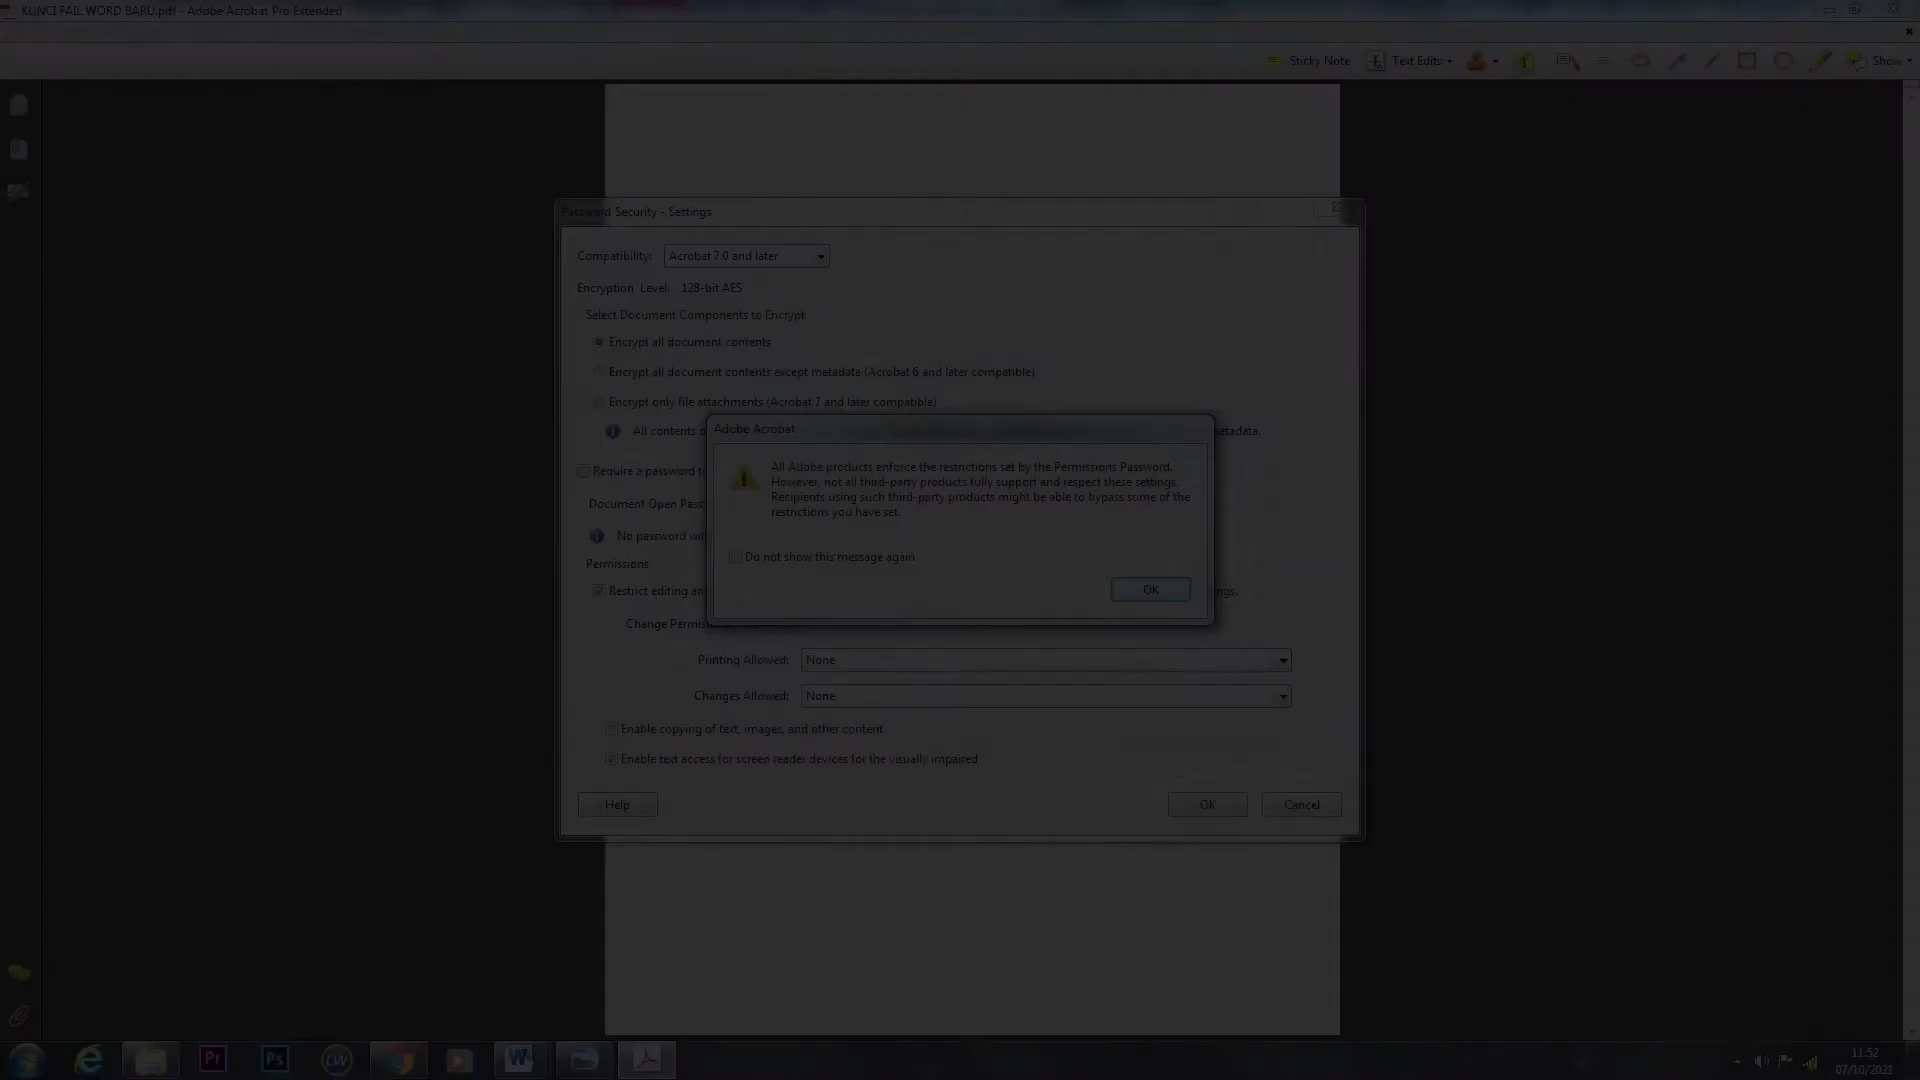 KUNCI FAIL WORD BARU.pdf - Adobe Acrobat Pro Extended
Sticky Note
Text Edits
Show
Password Security - Settings
Compatibility: Acrobat 7.0 and later
Encryption Level: 128-bit AES
Select Document Components to Encrypt
Encrypt all document contents
Encrypt all document contents except metadata (Acrobat 6 and later compatible)
Encrypt only file attachments (Acrobat 7 and later compatible)
All contents
Adobe Acrobat
All Adobe products enforce the restrictions set by the Permissions Password.
However, not all third-party products fully support and respect these settings.
Recipients using such third-party products might be able to bypass some of the
restrictions you have set.
Do not show this message again
OK
Require a password
Document Open
No password
Permissions
Restrict editing
Change
Printing Allowed: None
Changes Allowed: None
Enable copying of text, images, and other content
Enable text access for screen reader devices for the visually impaired
Help
OK
Cancel
Pr
Ps
LW
W
11:52
07/10/2021